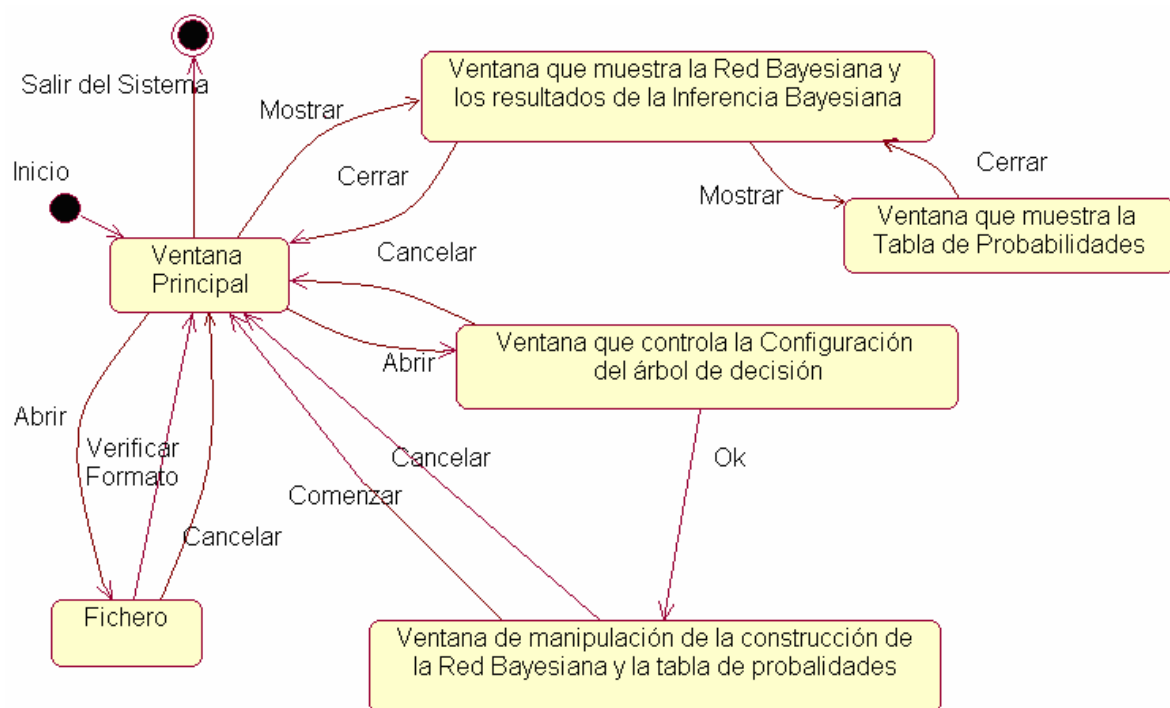 Salir del Sistema
Ventana que muestra la Red Bayesiana y
los resultados de la Inferencia Bayesiana
Mostrar
Inicio
Cerrar
Cerrar
Mostrar
Ventana que muestra la
Tabla de Probabilidades
Ventana
Principal
Cancelar
Ventana que controla la Configuración
del árbol de decisión
Abrir
Abrir
Verificar
Formato
Cancelar
Ok
Comenzar
Cancelar
Fichero
Ventana de manipulación de la construcción de
la Red Bayesiana y la tabla de probalidades